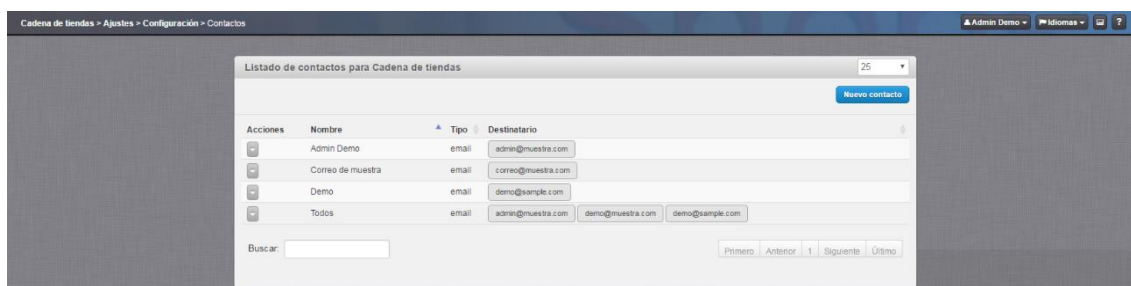 Cadena de tiendas > Ajustes > Configuración > Contactos Admin Demo Idiomas ?
Listado de contactos para Cadena de tiendas 25
Nuevo contacto
Acciones Nombre Tipo Destinatario
Admin Demo email admin@muestra.com
Correo de muestra email correo@muestra.com
Demo email demo@sample.com
Todos email admin@muestra.com demo@muestra.com demo@sample.com
Buscar: Primero Anterior 1 Siguiente Último